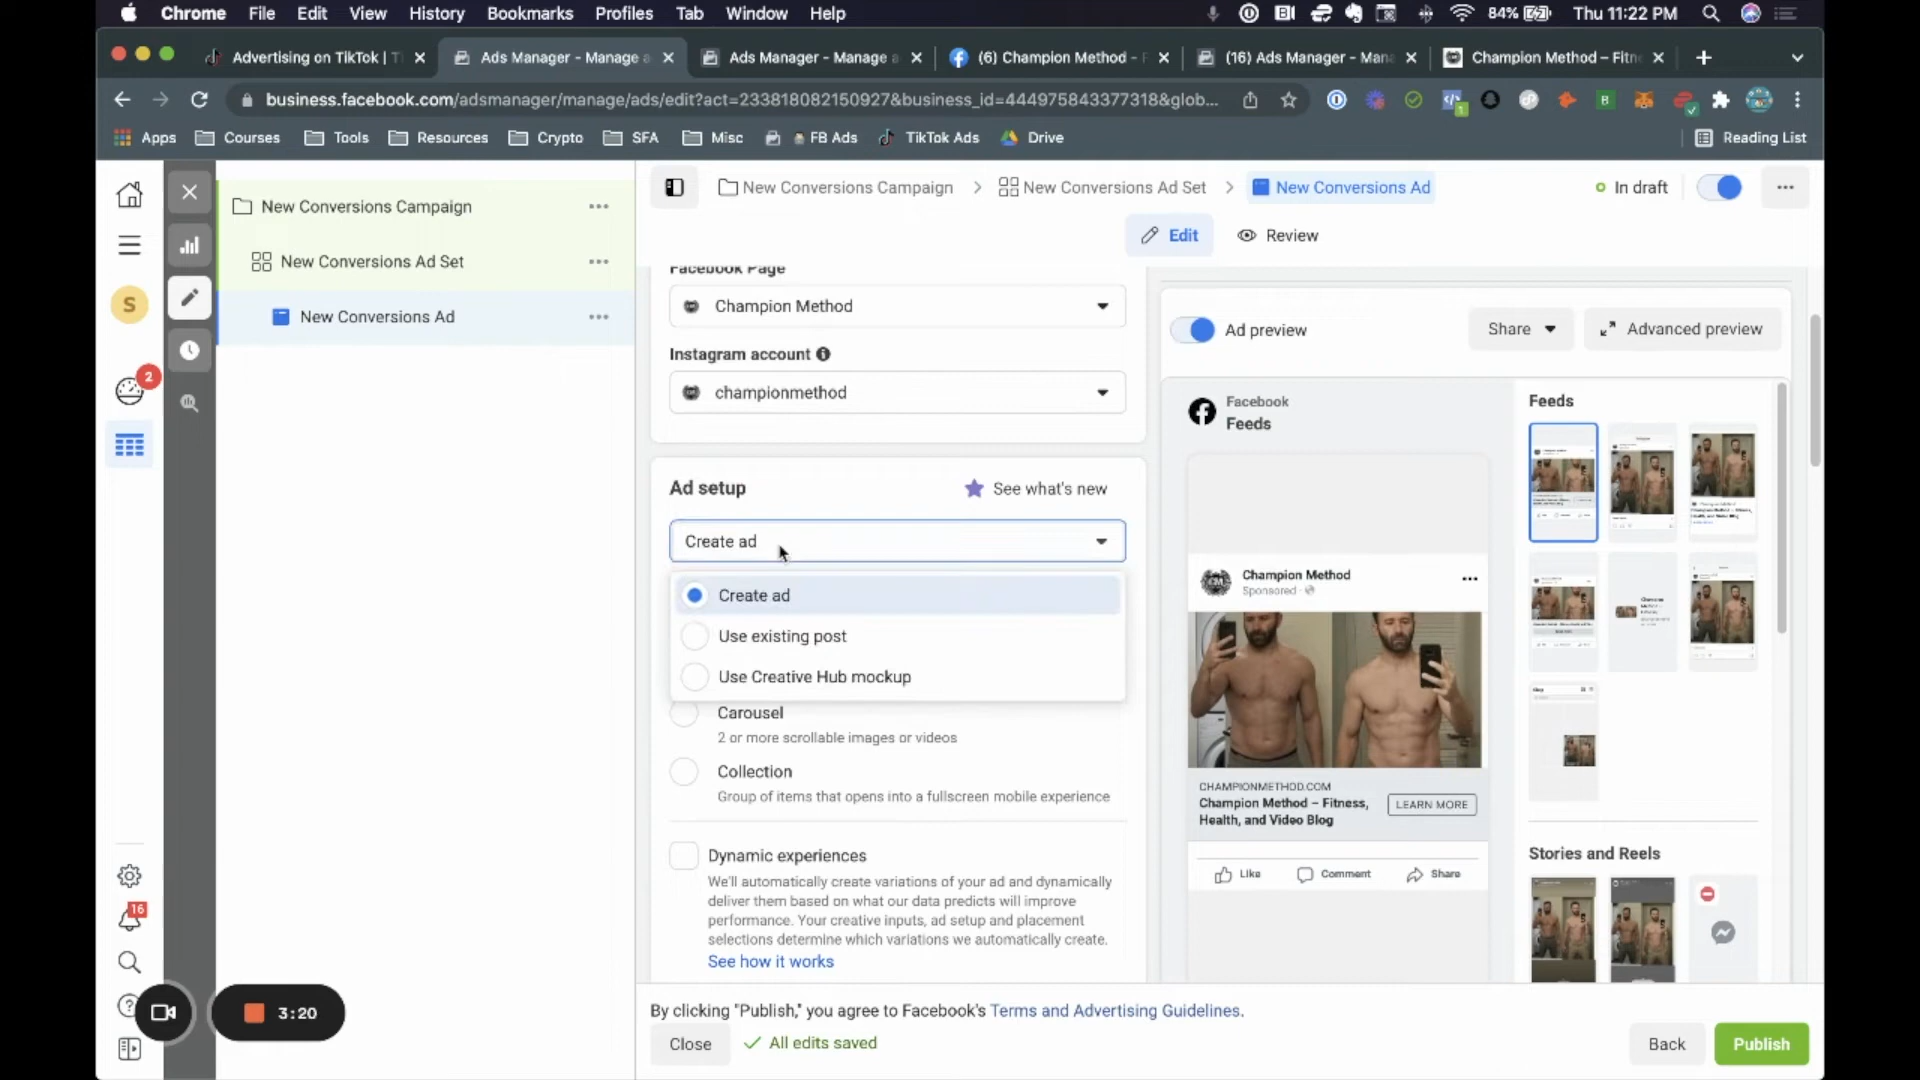 Chrome File Edit View History Bookmarks Profiles Tab Window Help 84% Thu 11:22 PM
Advertising on TikTok | T
Ads Manager - Manage a
Ads Manager - Manage a
(6) Champion Method - F
(16) Ads Manager - Mana
Champion Method – Fitn
business.facebook.com/adsmanager/manage/ads/edit?act=233818082150927&business_id=444975843377318&glob...
Apps Courses Tools Resources Crypto SFA Misc FB Ads TikTok Ads Drive Reading List
New Conversions Campaign
New Conversions Ad Set
New Conversions Ad
S
2
16
3:20
New Conversions Campaign > New Conversions Ad Set > New Conversions Ad
In draft
Edit
Review
Facebook Page
Champion Method
Instagram account
championmethod
Ad setup
See what's new
Create ad
Create ad
Use existing post
Use Creative Hub mockup
Carousel
2 or more scrollable images or videos
Collection
Group of items that opens into a fullscreen mobile experience
Dynamic experiences
We'll automatically create variations of your ad and dynamically
deliver them based on what our data predicts will improve
performance. Your creative inputs, ad setup and placement
selections determine which variations we automatically create.
See how it works
Ad preview
Share
Advanced preview
Facebook
Feeds
Champion Method
Sponsored ·
CHAMPIONMETHOD.COM
Champion Method – Fitness,
Health, and Video Blog
LEARN MORE
Like Comment Share
Feeds
Stories and Reels
By clicking "Publish," you agree to Facebook's Terms and Advertising Guidelines.
Close
All edits saved
Back
Publish